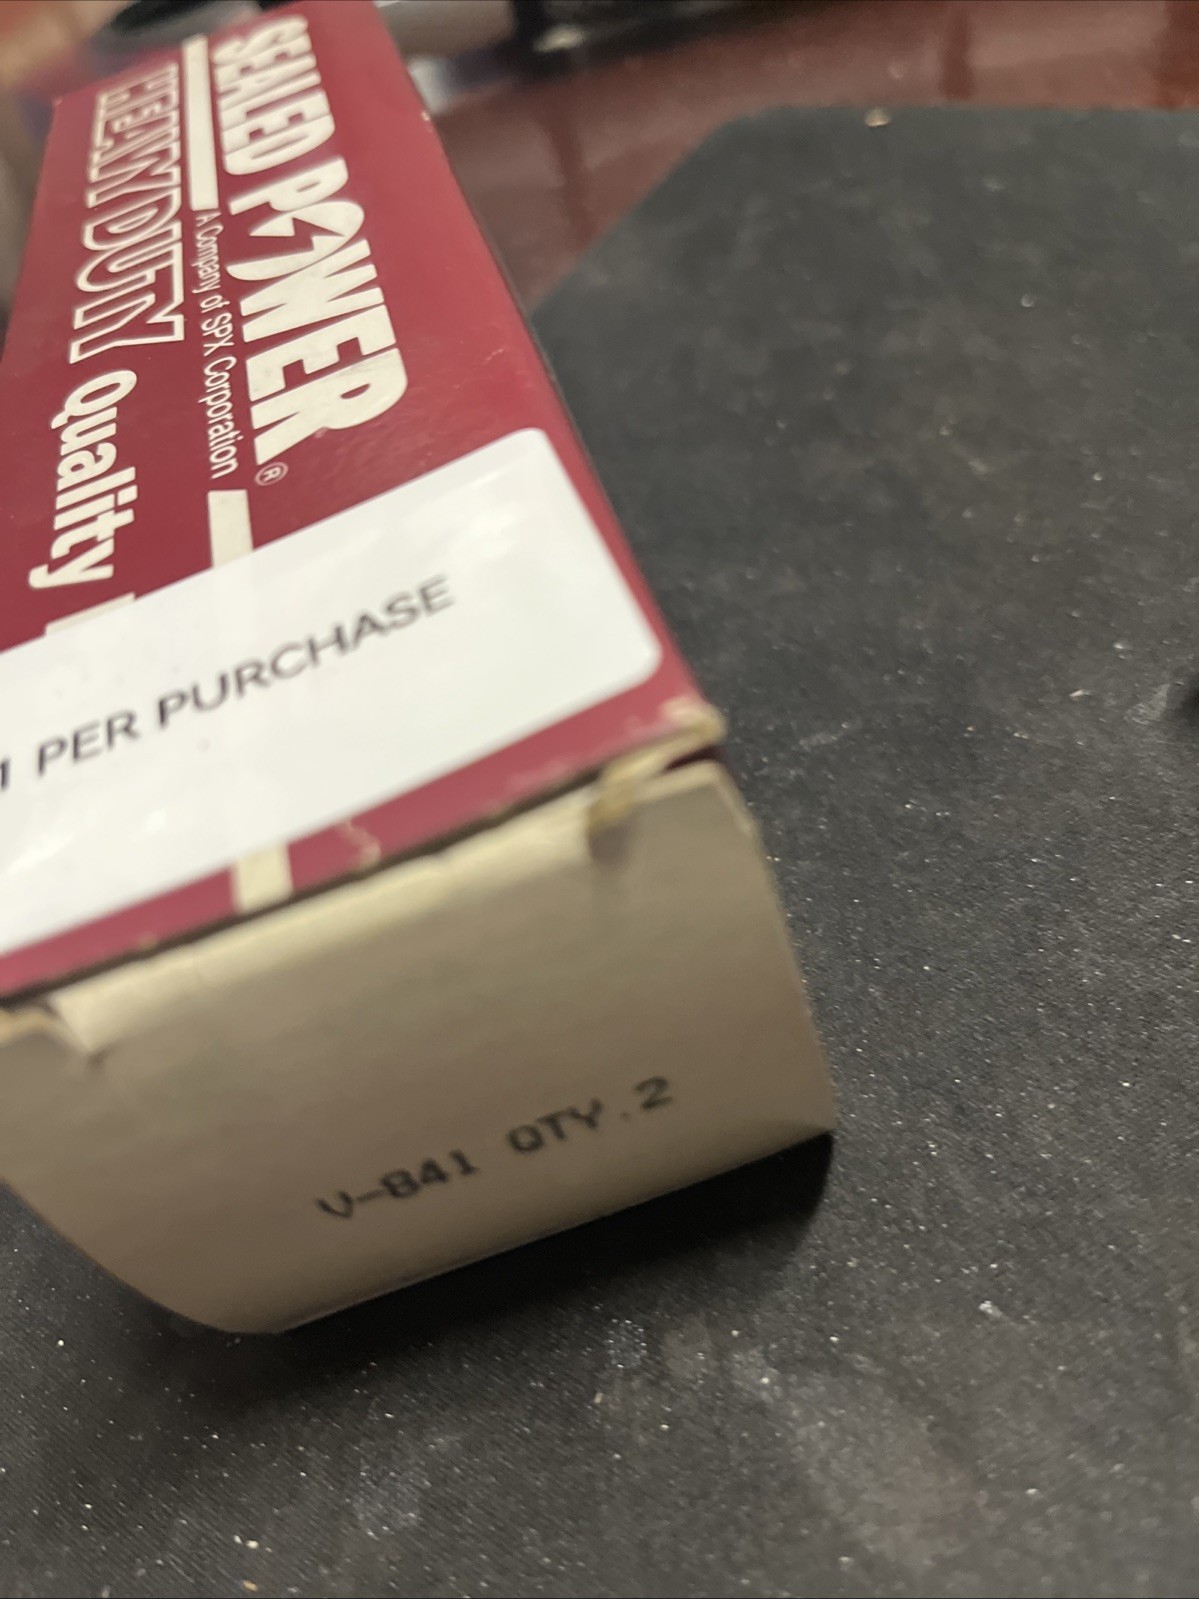 SEALED POWER®
A Company of SPX Corporation
HEAVY DUTY quality
1 PER PURCHASE
V-841 QTY.2